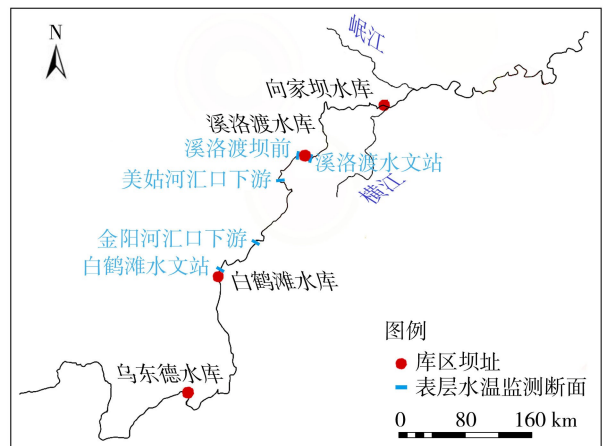 N
岷江
向家坝水库
溪洛渡水库
溪洛渡坝前
溪洛渡水文站
美姑河汇口下游
横江
金阳河汇口下游
白鹤滩水文站
白鹤滩水库
图例
库区坝址
乌东德水库
表层水温监测断面
0 80 160 km